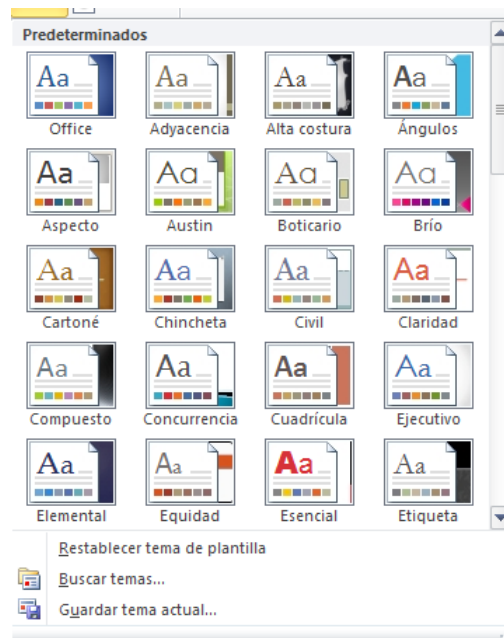 Predeterminados
Aa Aa Aa Aa
Office Adyacencia Alta costura Ángulos
Aa Aa Aa Aa
Aspecto Austin Boticario Brío
Aa Aa Aa Aa
Cartoné Chincheta Civil Claridad
Aa Aa Aa Aa
Compuesto Concurrencia Cuadrícula Ejecutivo
Aa Aa Aa Aa
Elemental Equidad Esencial Etiqueta
Restablecer tema de plantilla
Buscar temas...
Guardar tema actual...